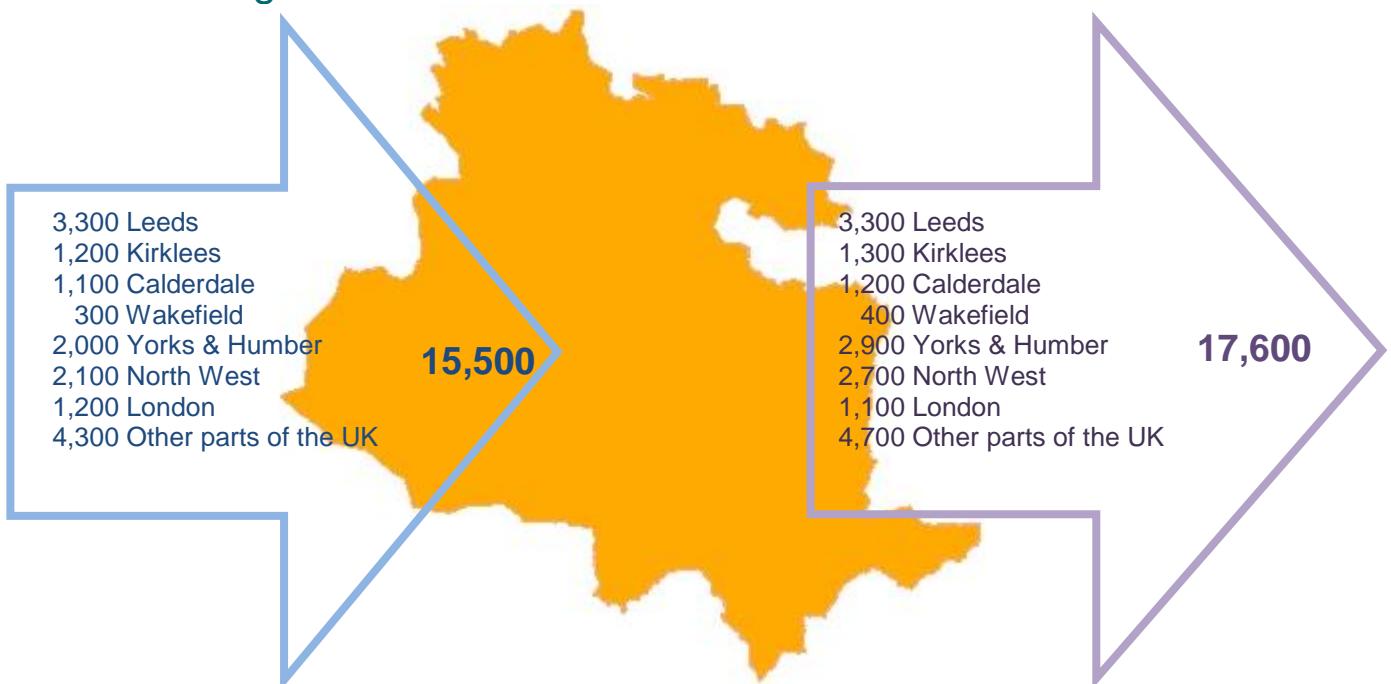 3,300 Leeds
1,200 Kirklees
1,100 Calderdale
300 Wakefield
2,000 Yorks & Humber
2,100 North West
1,200 London
4,300 Other parts of the UK
15,500
3,300 Leeds
1,300 Kirklees
1,200 Calderdale
400 Wakefield
2,900 Yorks & Humber
2,700 North West
1,100 London
4,700 Other parts of the UK
17,600